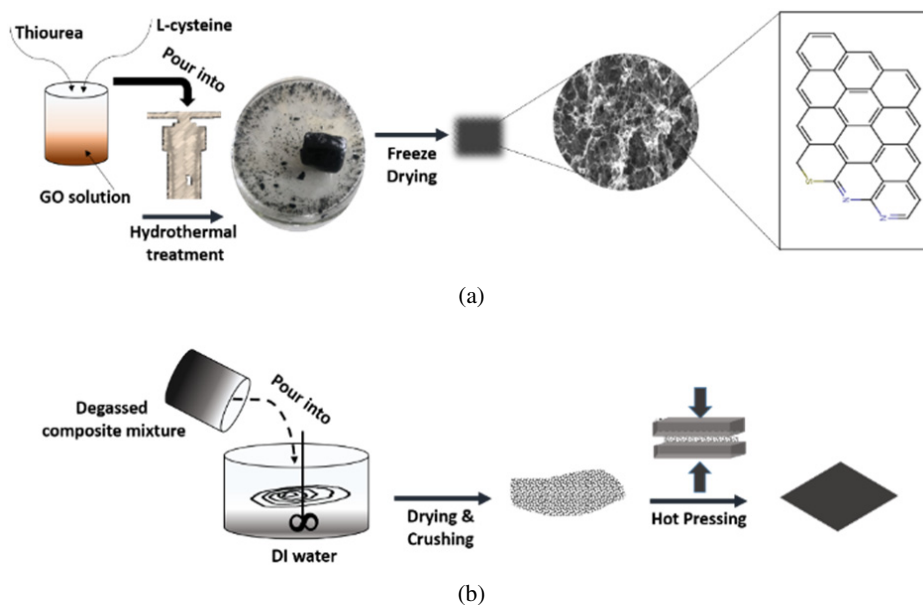 Thiourea
L-cysteine
Pour into
GO solution
Hydrothermal
treatment
Freeze
Drying
S
N
N
(a)
Degassed
composite mixture
Pour into
DI water
Drying &
Crushing
Hot Pressing
(b)